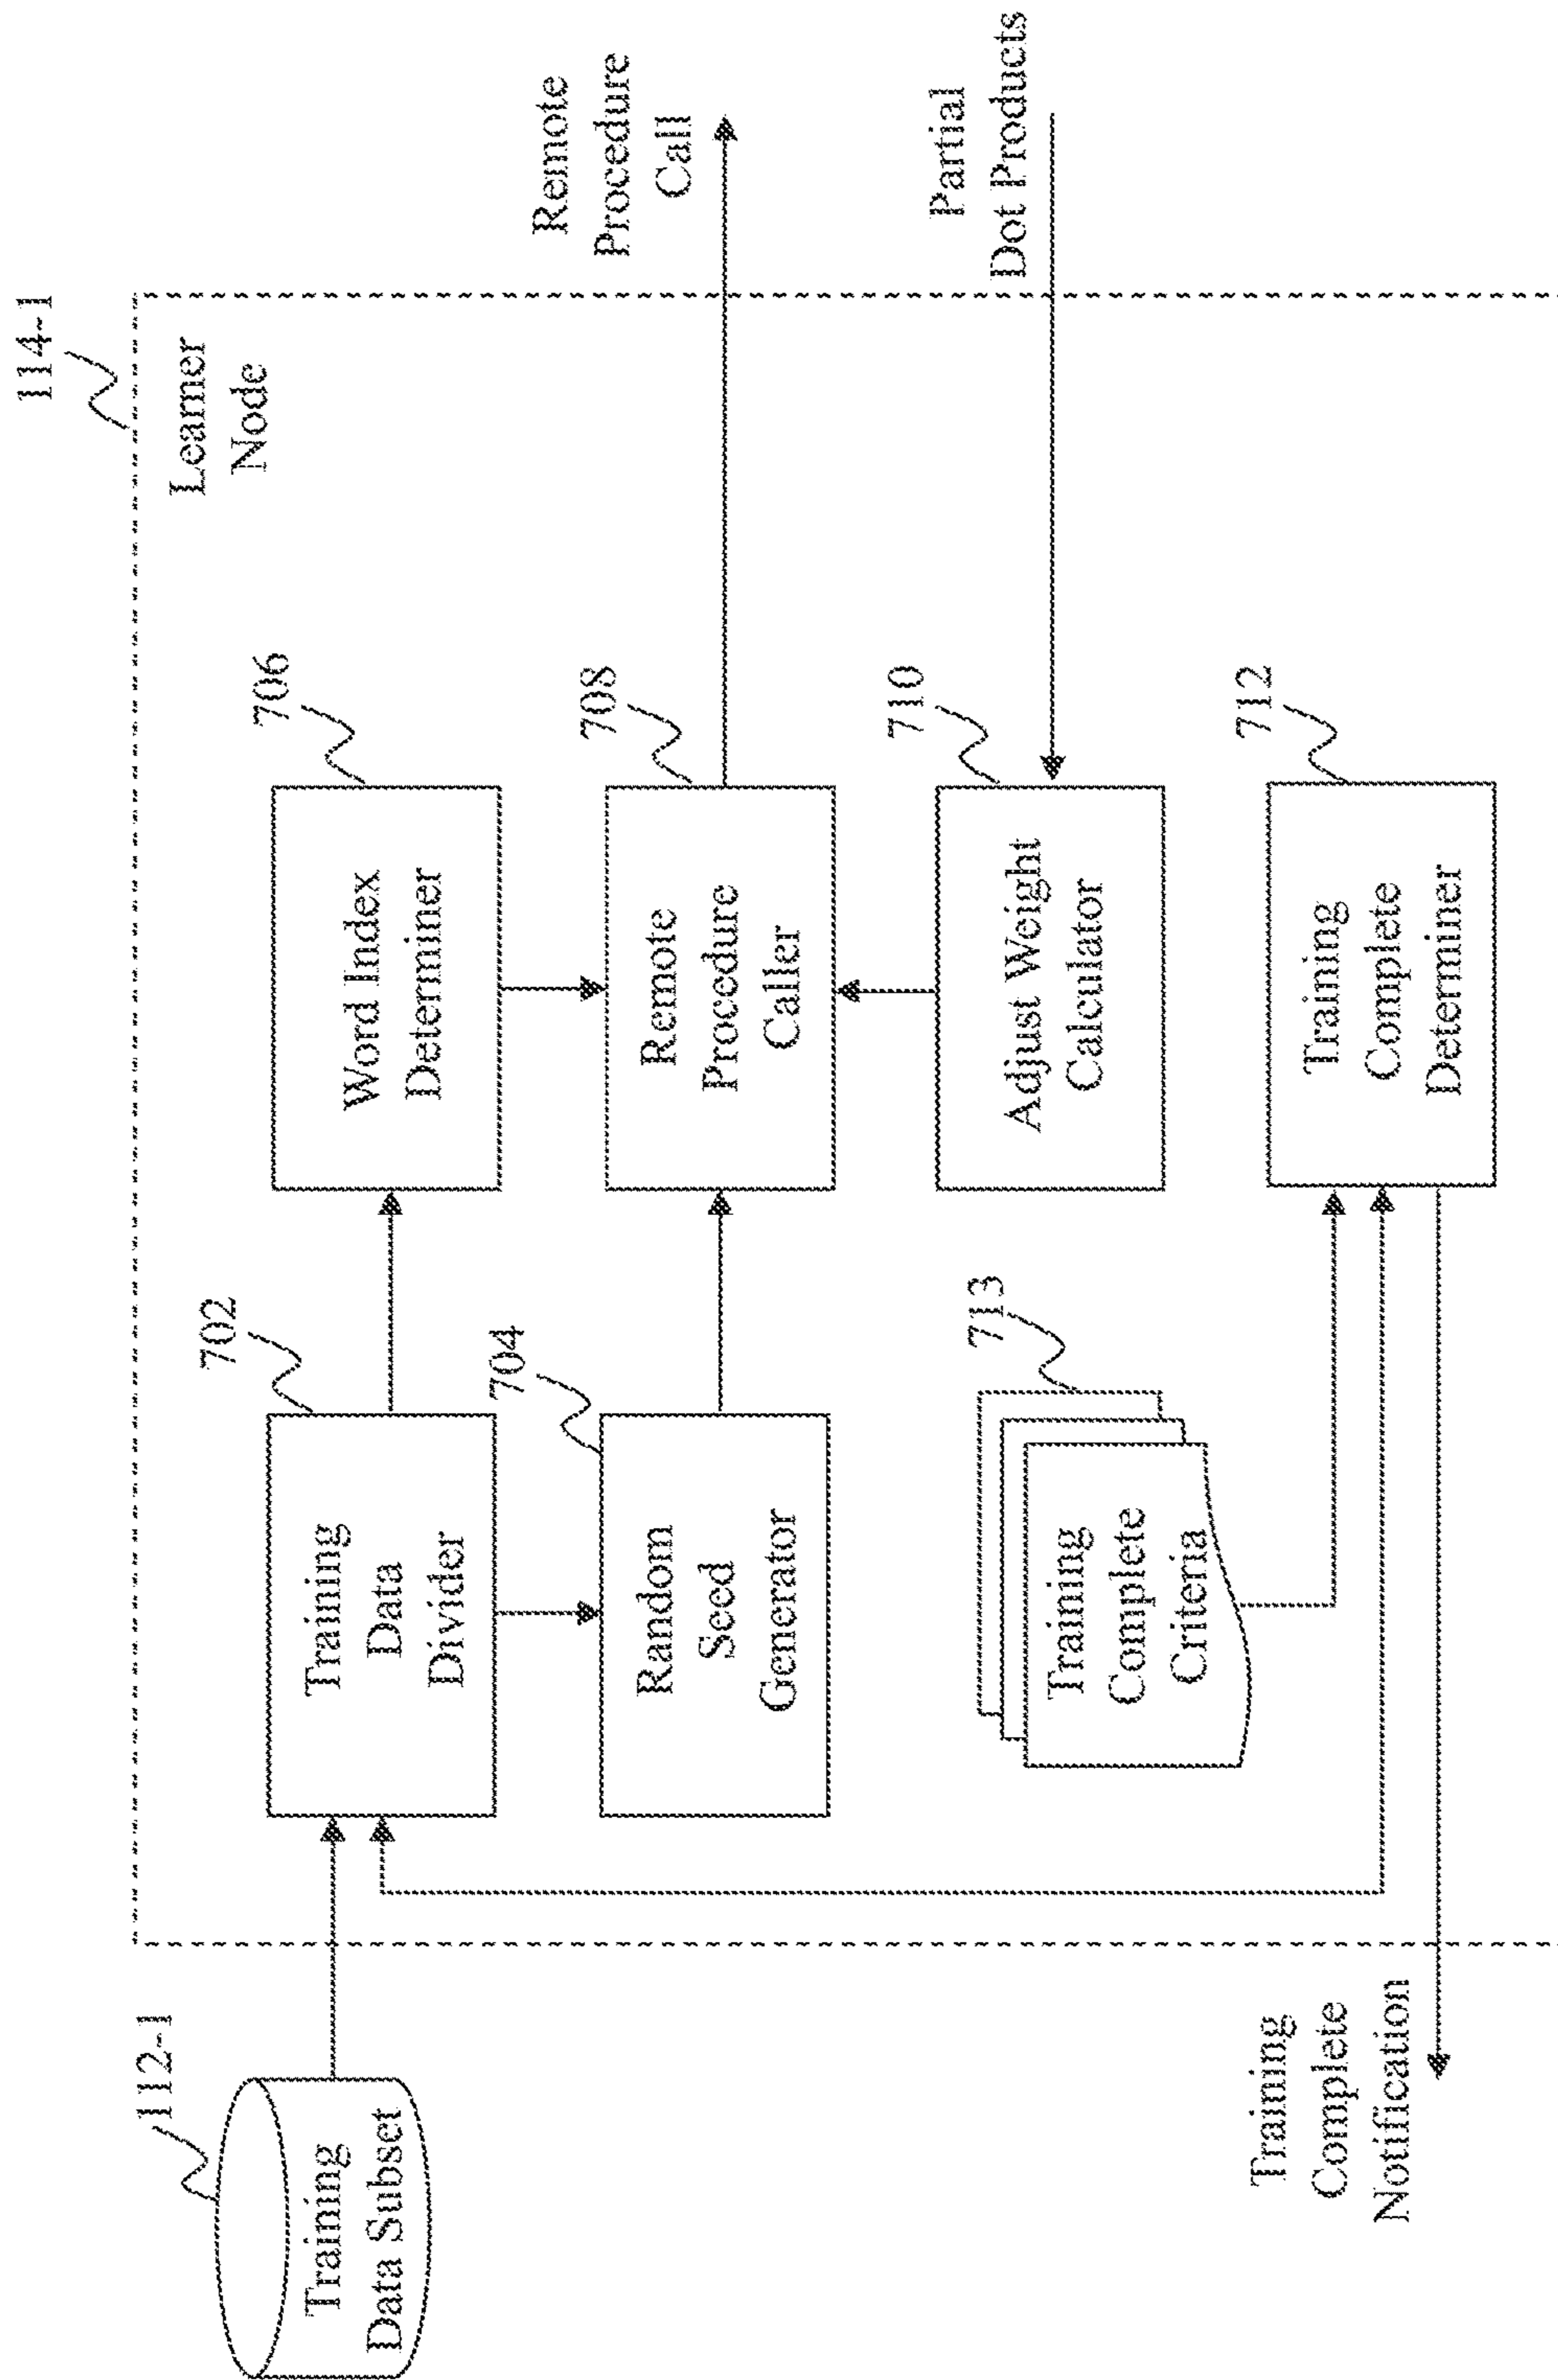 114-1
Learner
Node
112-1
Training
Data Subset
702
Training
Data
Divider
706
Word Index
Determiner
704
Random
Seed
Generator
708
Remote
Procedure
Caller
Remote
Procedure
Call
713
Training
Complete
Criteria
710
Adjust Weight
Calculator
Partial
Dot Products
712
Training
Complete
Determiner
Training
Complete
Notification